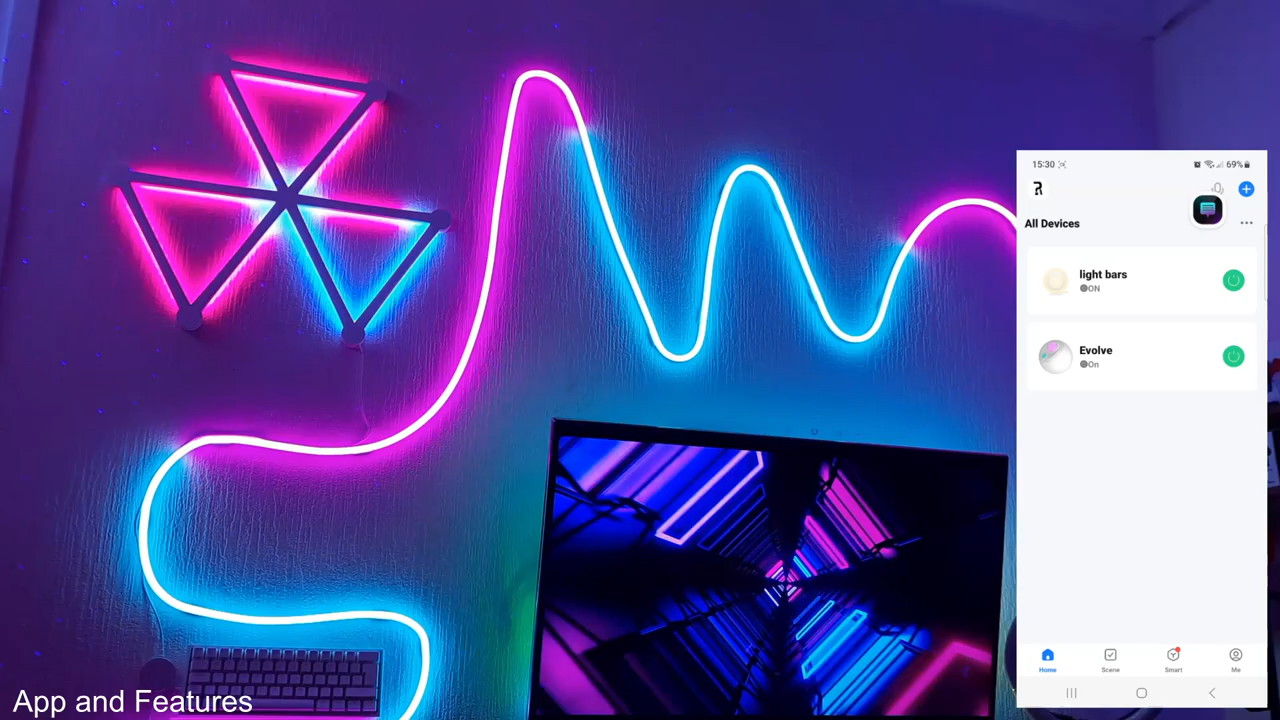 15:30
69%
All Devices
light bars
ON
Evolve
On
Home
Scene
Smart
Me
App and Features